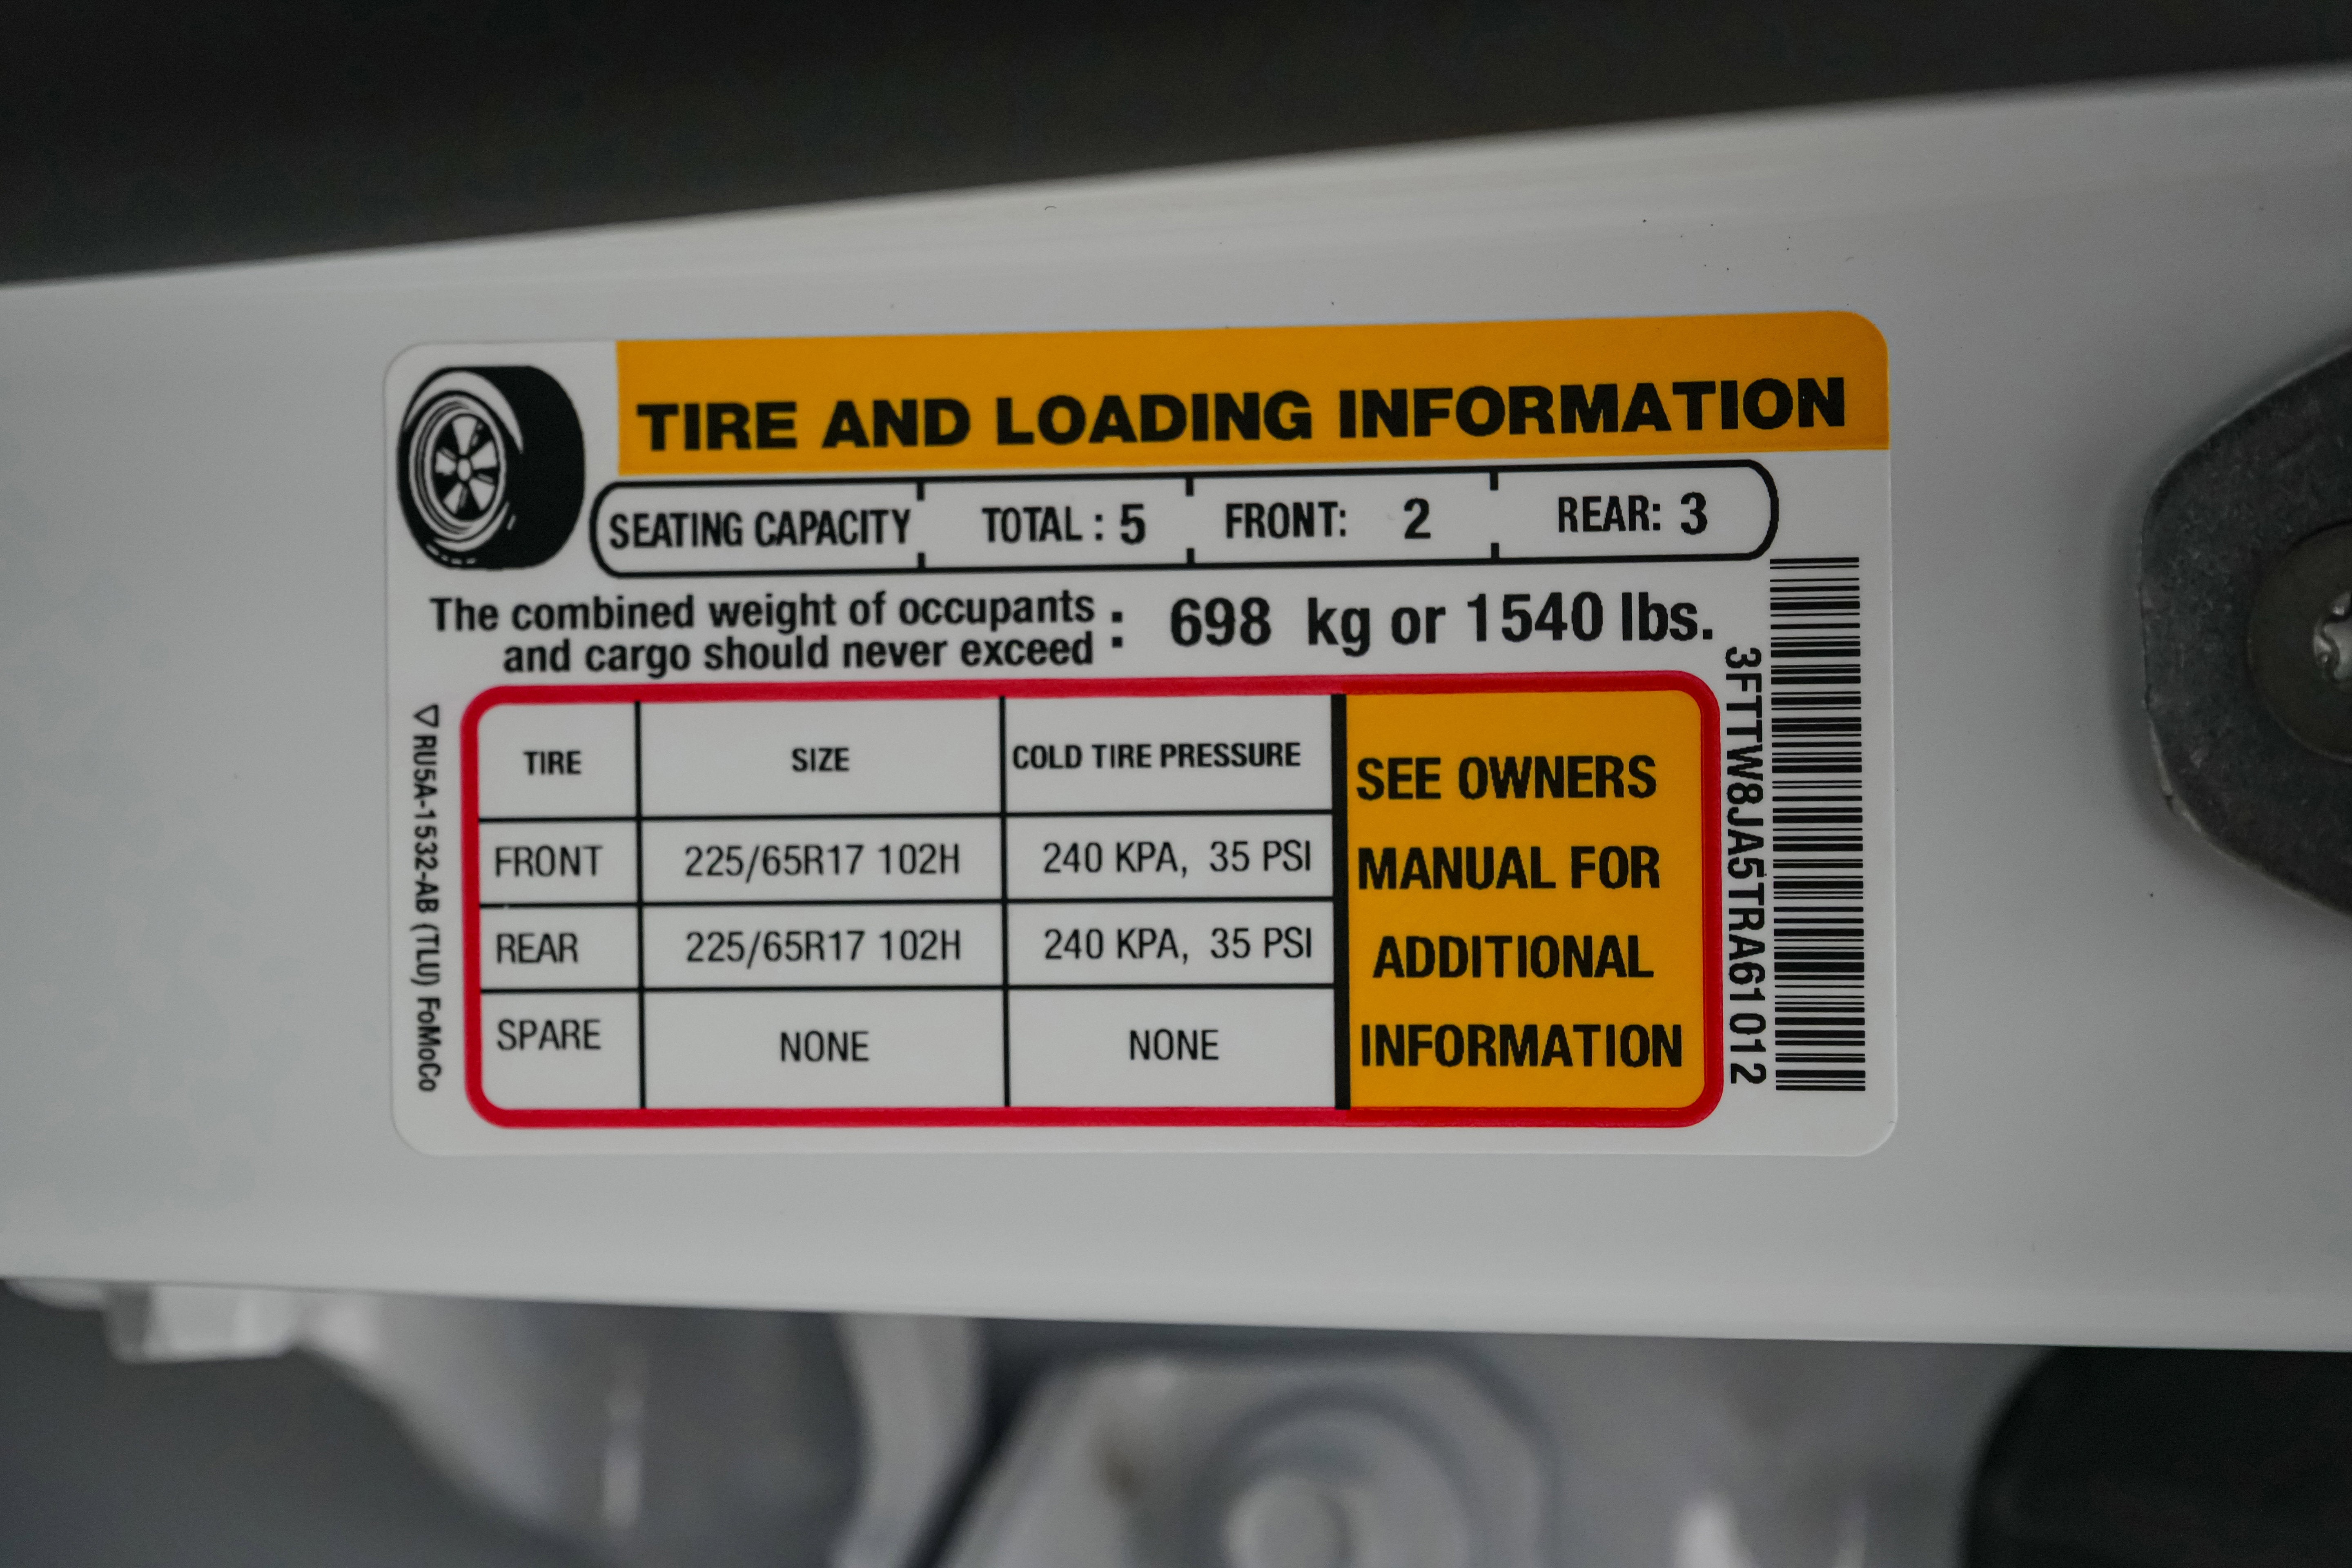 TIRE AND LOADING INFORMATION
SEATING CAPACITY TOTAL : 5 FRONT: 2 REAR: 3
The combined weight of occupants
and cargo should never exceed : 698 kg or 1540 lbs.
TIRE SIZE COLD TIRE PRESSURE
FRONT 225/65R17 102H 240 KPA, 35 PSI
REAR 225/65R17 102H 240 KPA, 35 PSI
SPARE NONE NONE
SEE OWNERS
MANUAL FOR
ADDITIONAL
INFORMATION
3FTTW8JA5TRA61012
RU5A-1532-AB (TLU) FoMoCo